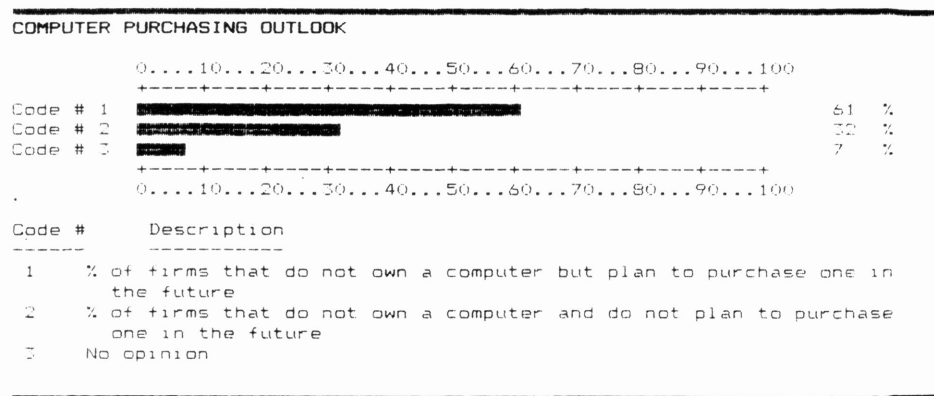 COMPUTER PURCHASING OUTLOOK
0....10...20...30...40...50...60...70...80...90...100
+----+----+----+----+----+----+----+----+----+----+
Code # 1 61 %
Code # 2 32 %
Code # 3 7 %
+----+----+----+----+----+----+----+----+----+----+
0....10...20...30...40...50...60...70...80...90...100
Code # Description
------ -----------
1 % of firms that do not own a computer but plan to purchase one in
the future
2 % of firms that do not own a computer and do not plan to purchase
one in the future
3 No opinion